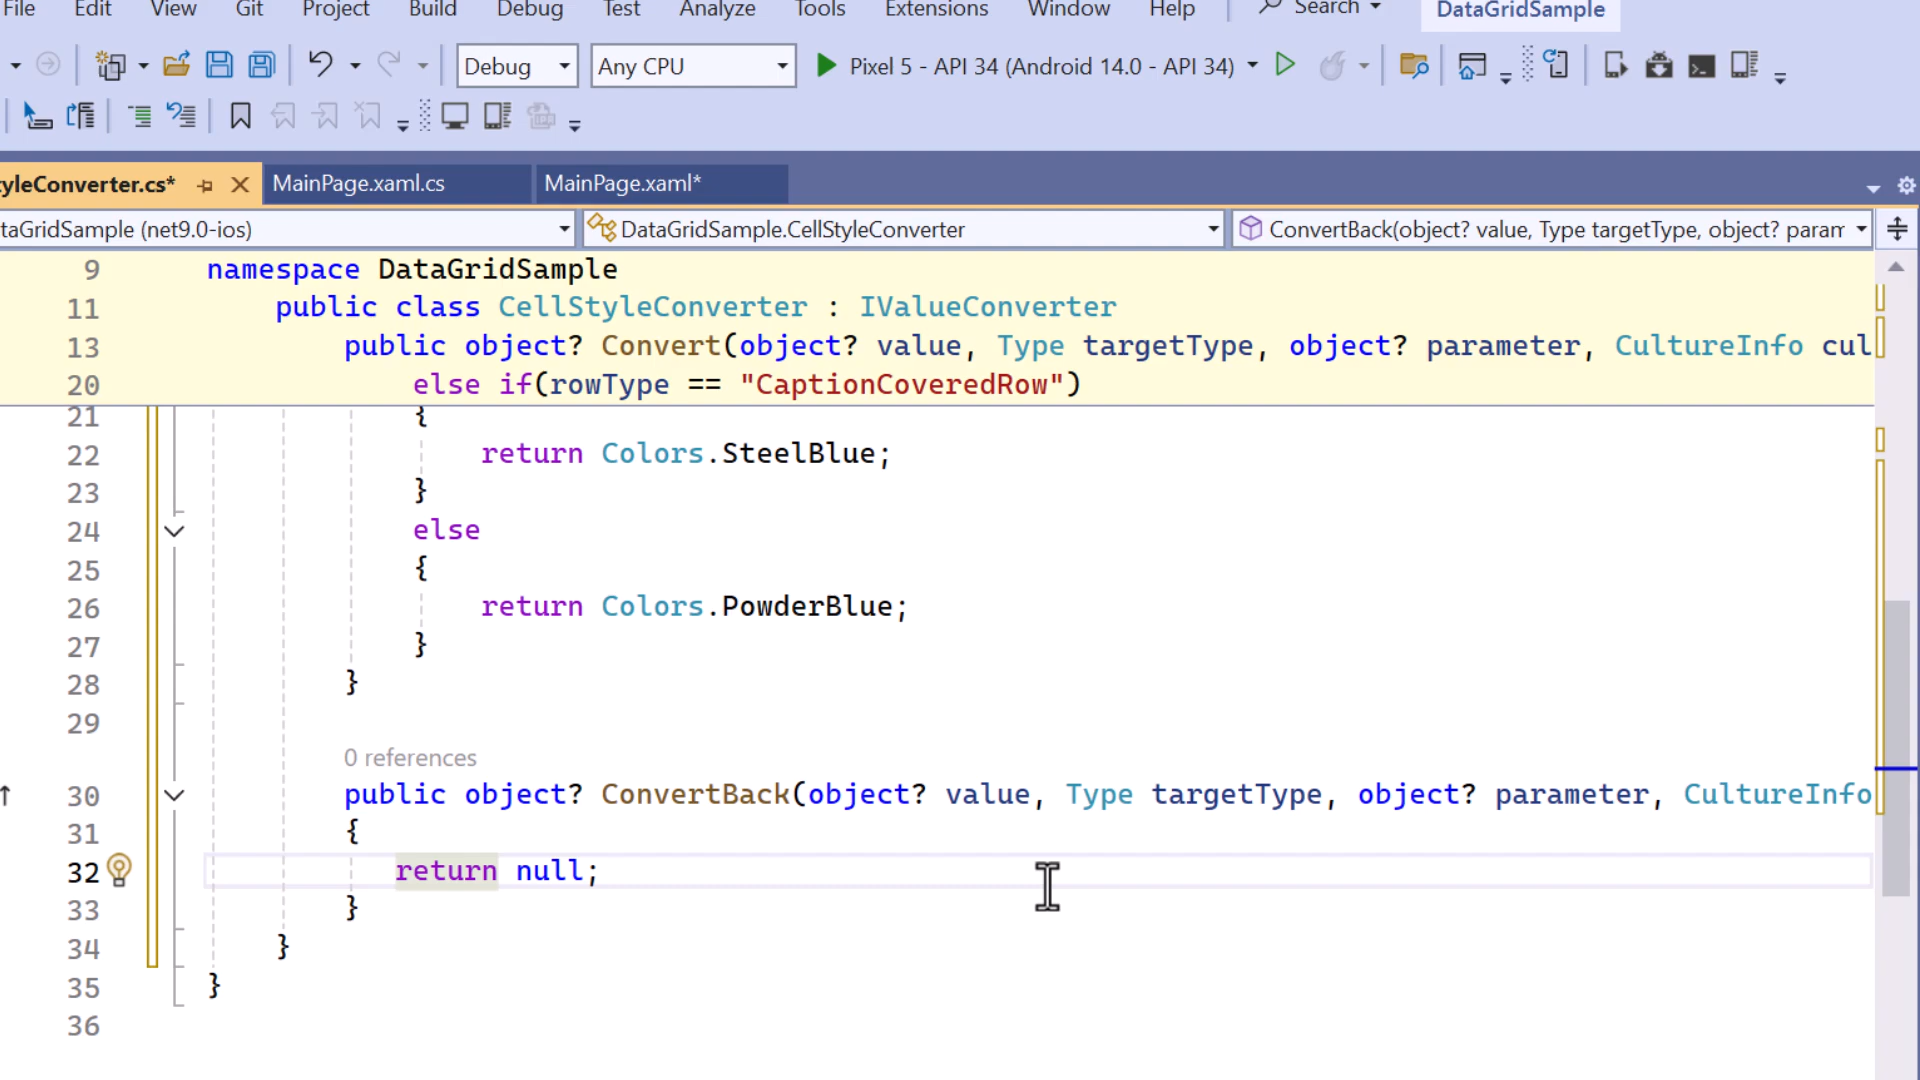 File Edit View Git Project Build Debug Test Analyze Tools Extensions Window Help Search DataGridSample
Debug Any CPU Pixel 5 - API 34 (Android 14.0 - API 34)
yleConverter.cs* MainPage.xaml.cs MainPage.xaml*
taGridSample (net9.0-ios) DataGridSample.CellStyleConverter ConvertBack(object? value, Type targetType, object? param
9 namespace DataGridSample
11 public class CellStyleConverter : IValueConverter
13 public object? Convert(object? value, Type targetType, object? parameter, CultureInfo cul
20 else if(rowType == "CaptionCoveredRow")
21 {
22 return Colors.SteelBlue;
23 }
24 else
25 {
26 return Colors.PowderBlue;
27 }
28 }
29
0 references
30 public object? ConvertBack(object? value, Type targetType, object? parameter, CultureInfo
31 {
32 return null;
33 }
34 }
35 }
36